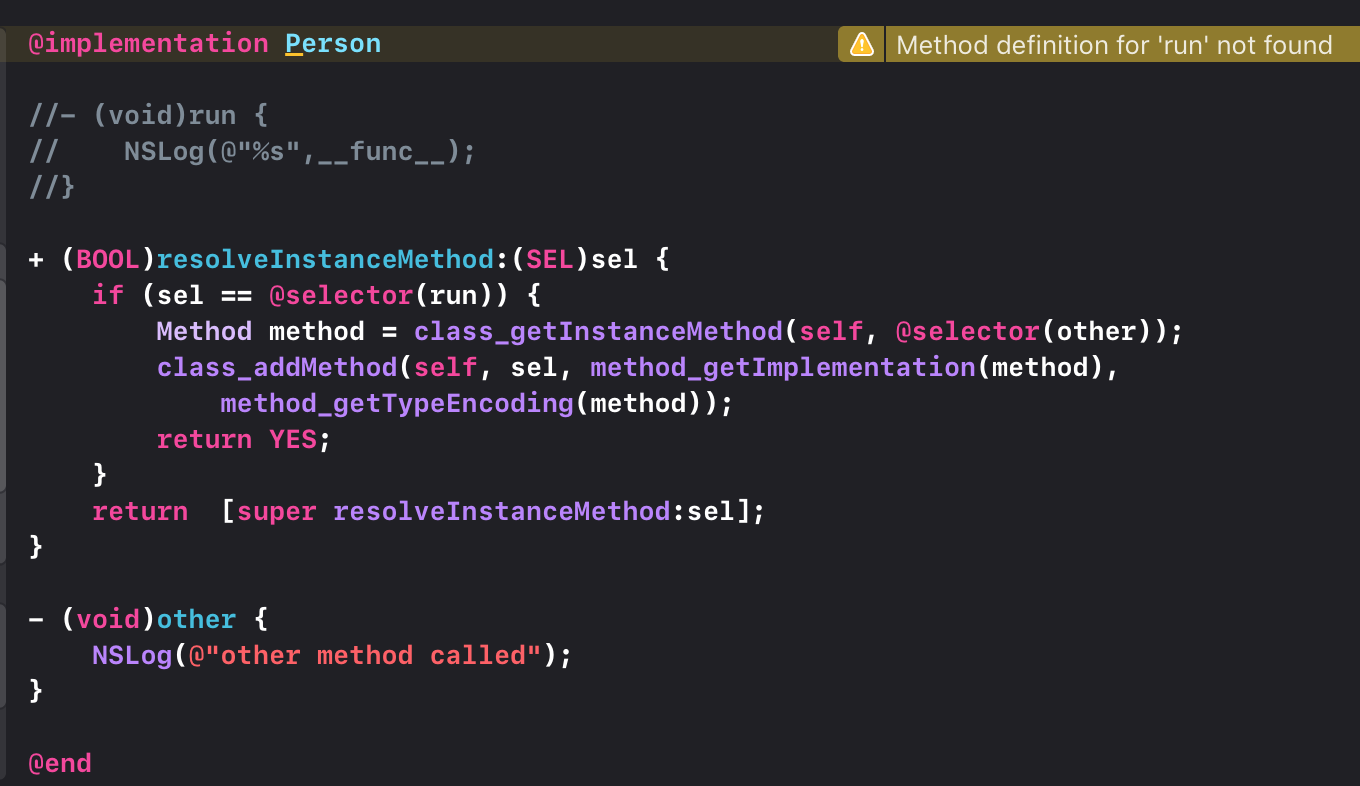 @implementation Person
Method definition for 'run' not found
//- (void)run {
//    NSLog(@"%s",__func__);
//}
+ (BOOL)resolveInstanceMethod:(SEL)sel {
    if (sel == @selector(run)) {
        Method method = class_getInstanceMethod(self, @selector(other));
        class_addMethod(self, sel, method_getImplementation(method),
            method_getTypeEncoding(method));
        return YES;
    }
    return  [super resolveInstanceMethod:sel];
}
- (void)other {
    NSLog(@"other method called");
}
@end